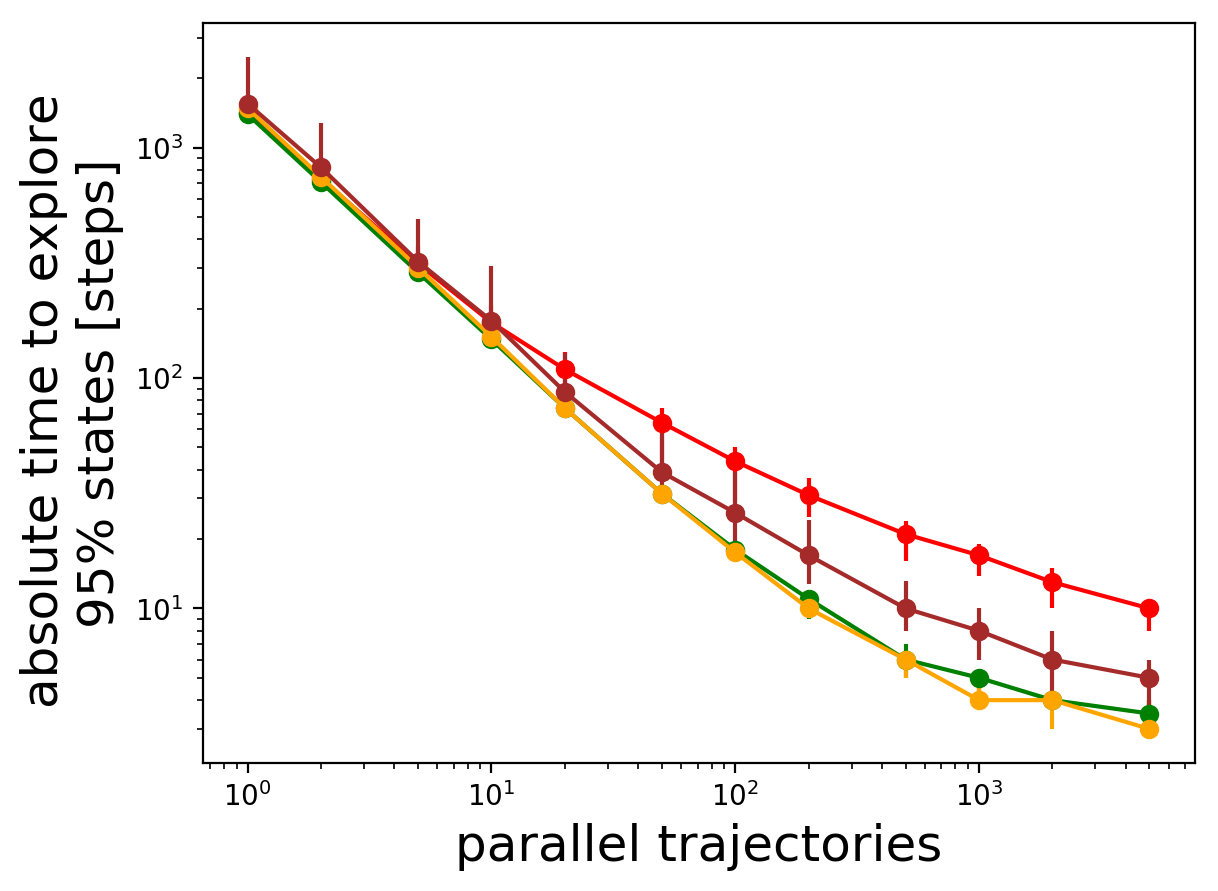 absolute time to explore
95% states [steps]
10³
10²
10¹
10⁰ 10¹ 10² 10³
parallel trajectories